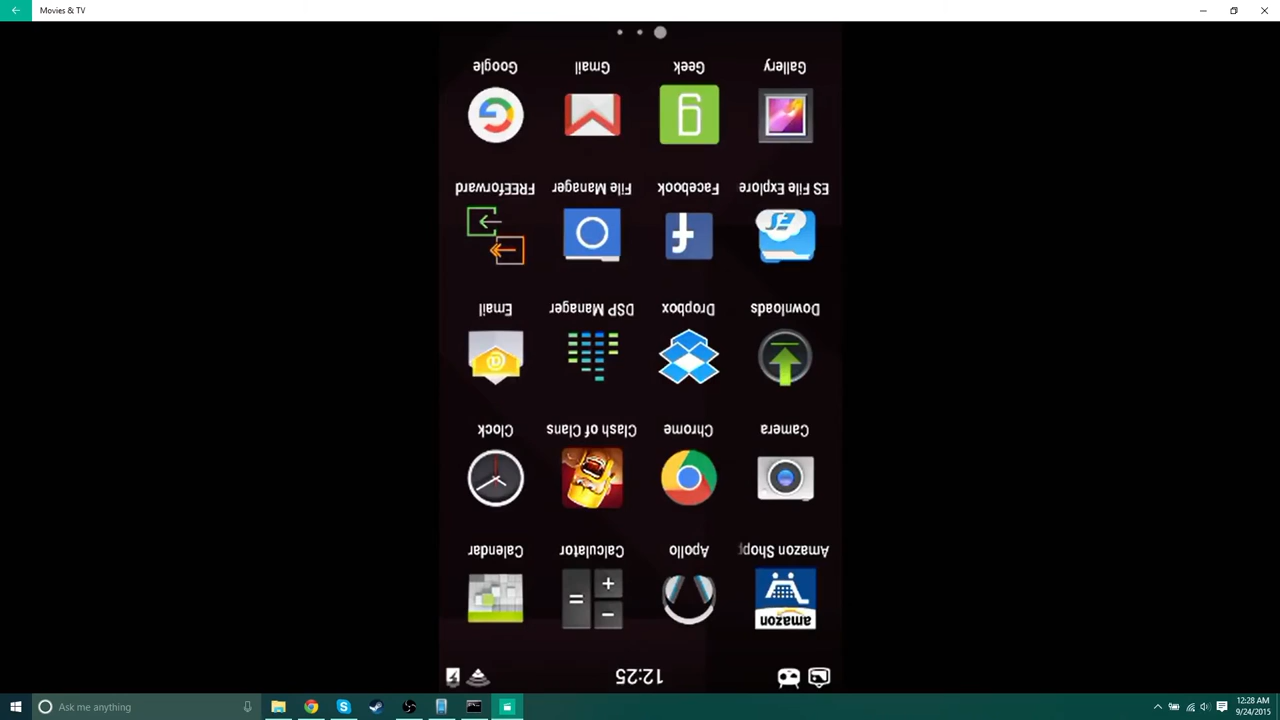 Movies & TV
12:25
amazon
Amazon Shopp Apollo Calculator Calendar
Camera Chrome Clash of Clans Clock
Downloads Dropbox DSP Manager Email
ES File Explore Facebook File Manager FREEforward
Gallery Geek Gmail Google
Ask me anything
12:28 AM
9/24/2015